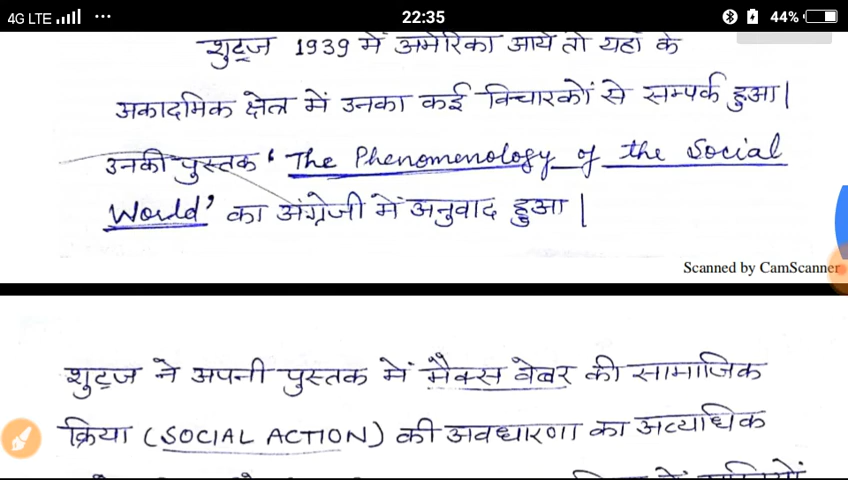 4G LTE 22:35 44%
शुट्ज 1939 में अमेरिका आये तो यहां के
अकादमिक क्षेत्र में उनका कई विचारकों से सम्पर्क हुआ|
उनकी पुस्तक ‘ The Phenomenology of the Social
World’ का अंग्रेजी में अनुवाद हुआ |
Scanned by CamScanner
शुट्ज ने अपनी पुस्तक में मैक्स वेबर की सामाजिक
क्रिया (SOCIAL ACTION) की अवधारणा का अत्याधिक